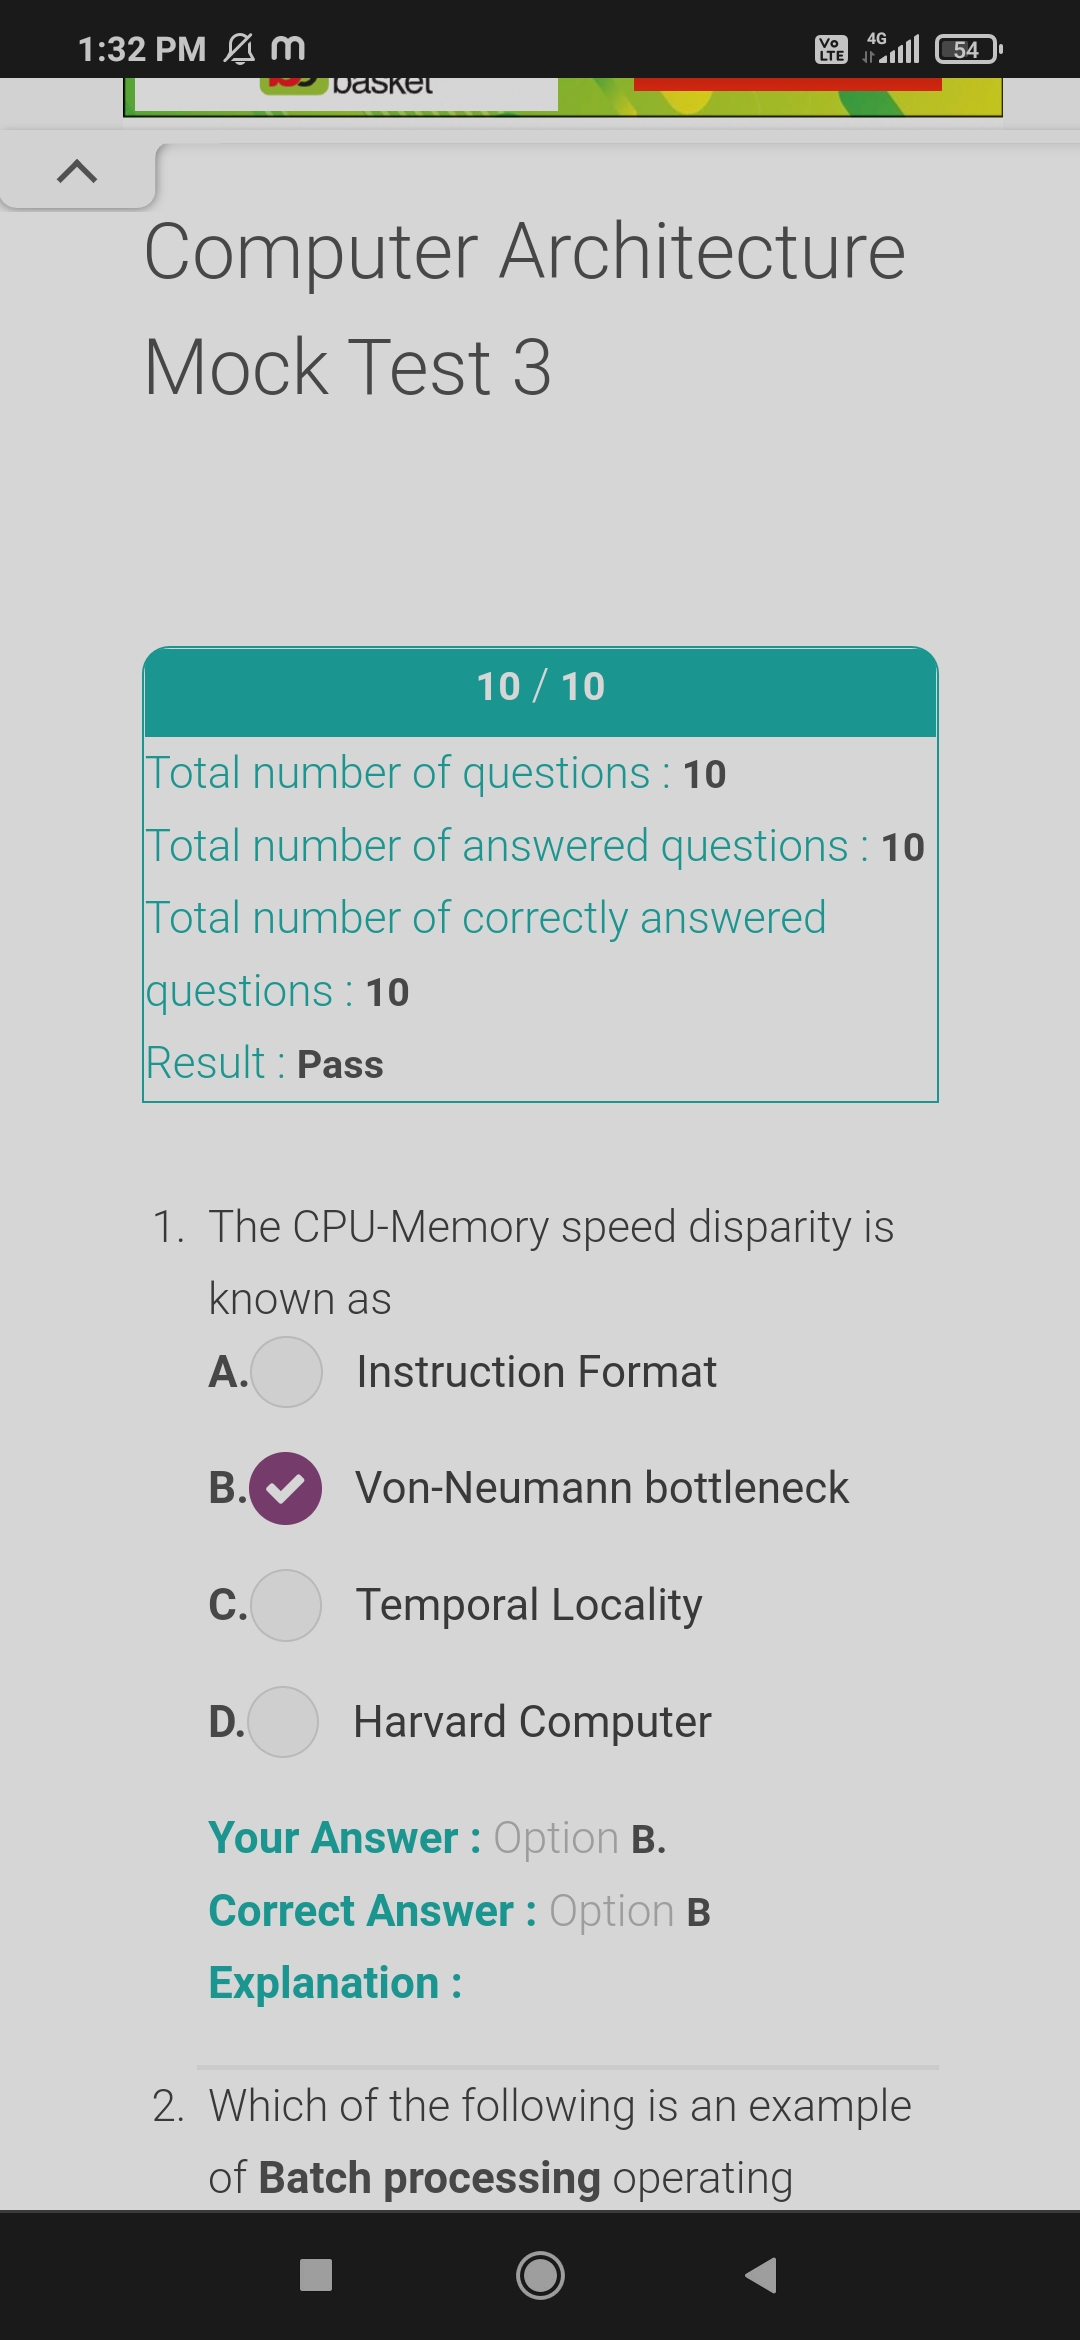 1:32 PM
Vo LTE 4G 54
basket
Computer Architecture
Mock Test 3
10 / 10
Total number of questions : 10
Total number of answered questions : 10
Total number of correctly answered
questions : 10
Result : Pass
1. The CPU-Memory speed disparity is
known as
A. Instruction Format
B. Von-Neumann bottleneck
C. Temporal Locality
D. Harvard Computer
Your Answer : Option B.
Correct Answer : Option B
Explanation :
2. Which of the following is an example
of Batch processing operating